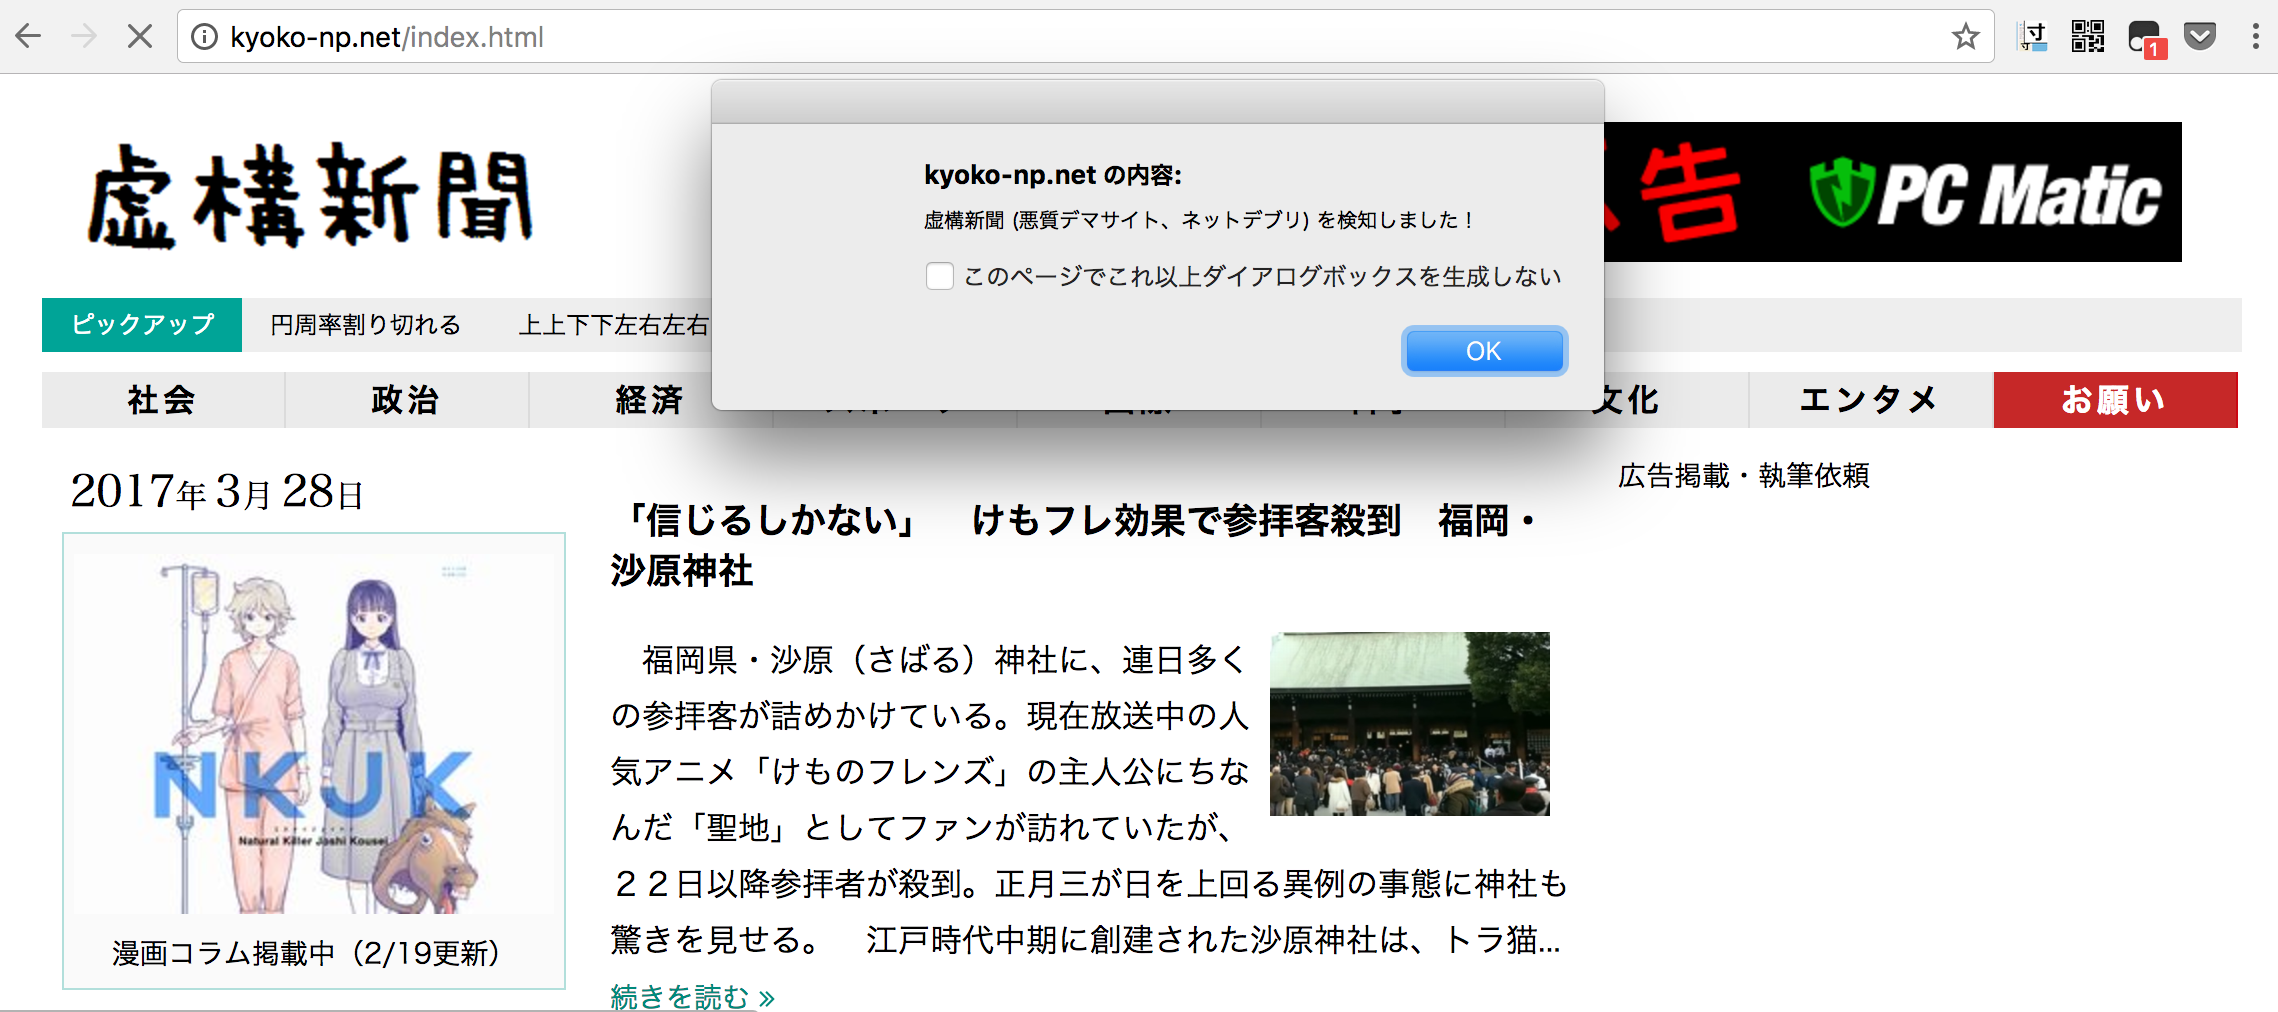 kyoko-np.net/index.html
寸
寸
1
虚構新聞
告
PC Matic
kyoko-np.net の内容:
虚構新聞 (悪質デマサイト、ネットデブリ) を検知しました！
このページでこれ以上ダイアログボックスを生成しない
OK
ピックアップ
円周率割り切れる
上上下下左右左右
社会
政治
経済
文化
エンタメ
お願い
2017年 3月 28日
広告掲載・執筆依頼
「信じるしかない」　けもフレ効果で参拝客殺到　福岡・
沙原神社
NKJK
Natural Killer Joshi Kousei
漫画コラム掲載中（2/19更新）
福岡県・沙原（さばる）神社に、連日多く
の参拝客が詰めかけている。現在放送中の人
気アニメ「けものフレンズ」の主人公にちな
んだ「聖地」としてファンが訪れていたが、
２２日以降参拝者が殺到。正月三が日を上回る異例の事態に神社も
驚きを見せる。　江戸時代中期に創建された沙原神社は、トラ猫...
続きを読む »